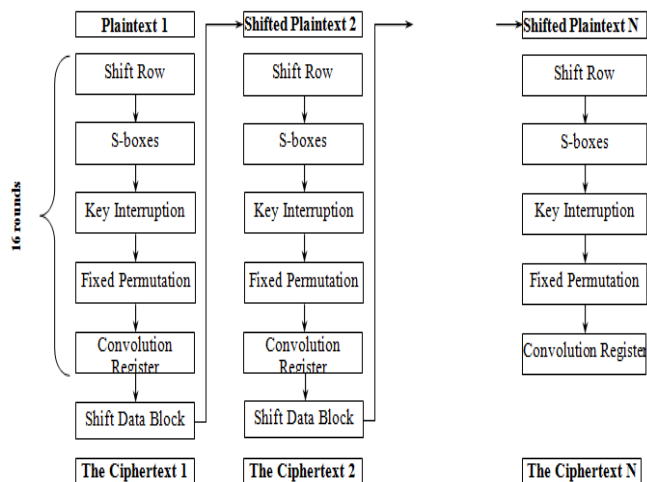 Plaintext 1
Shift Row
S-boxes
Key Interruption
Fixed Permutation
Convolution
Register
Shift Data Block
The Ciphertext 1
16 rounds
Shifted Plaintext 2
Shift Row
S-boxes
Key Interruption
Fixed Permutation
Convolution
Register
Shift Data Block
The Ciphertext 2
Shifted Plaintext N
Shift Row
S-boxes
Key Interruption
Fixed Permutation
Convolution Register
The Ciphertext N